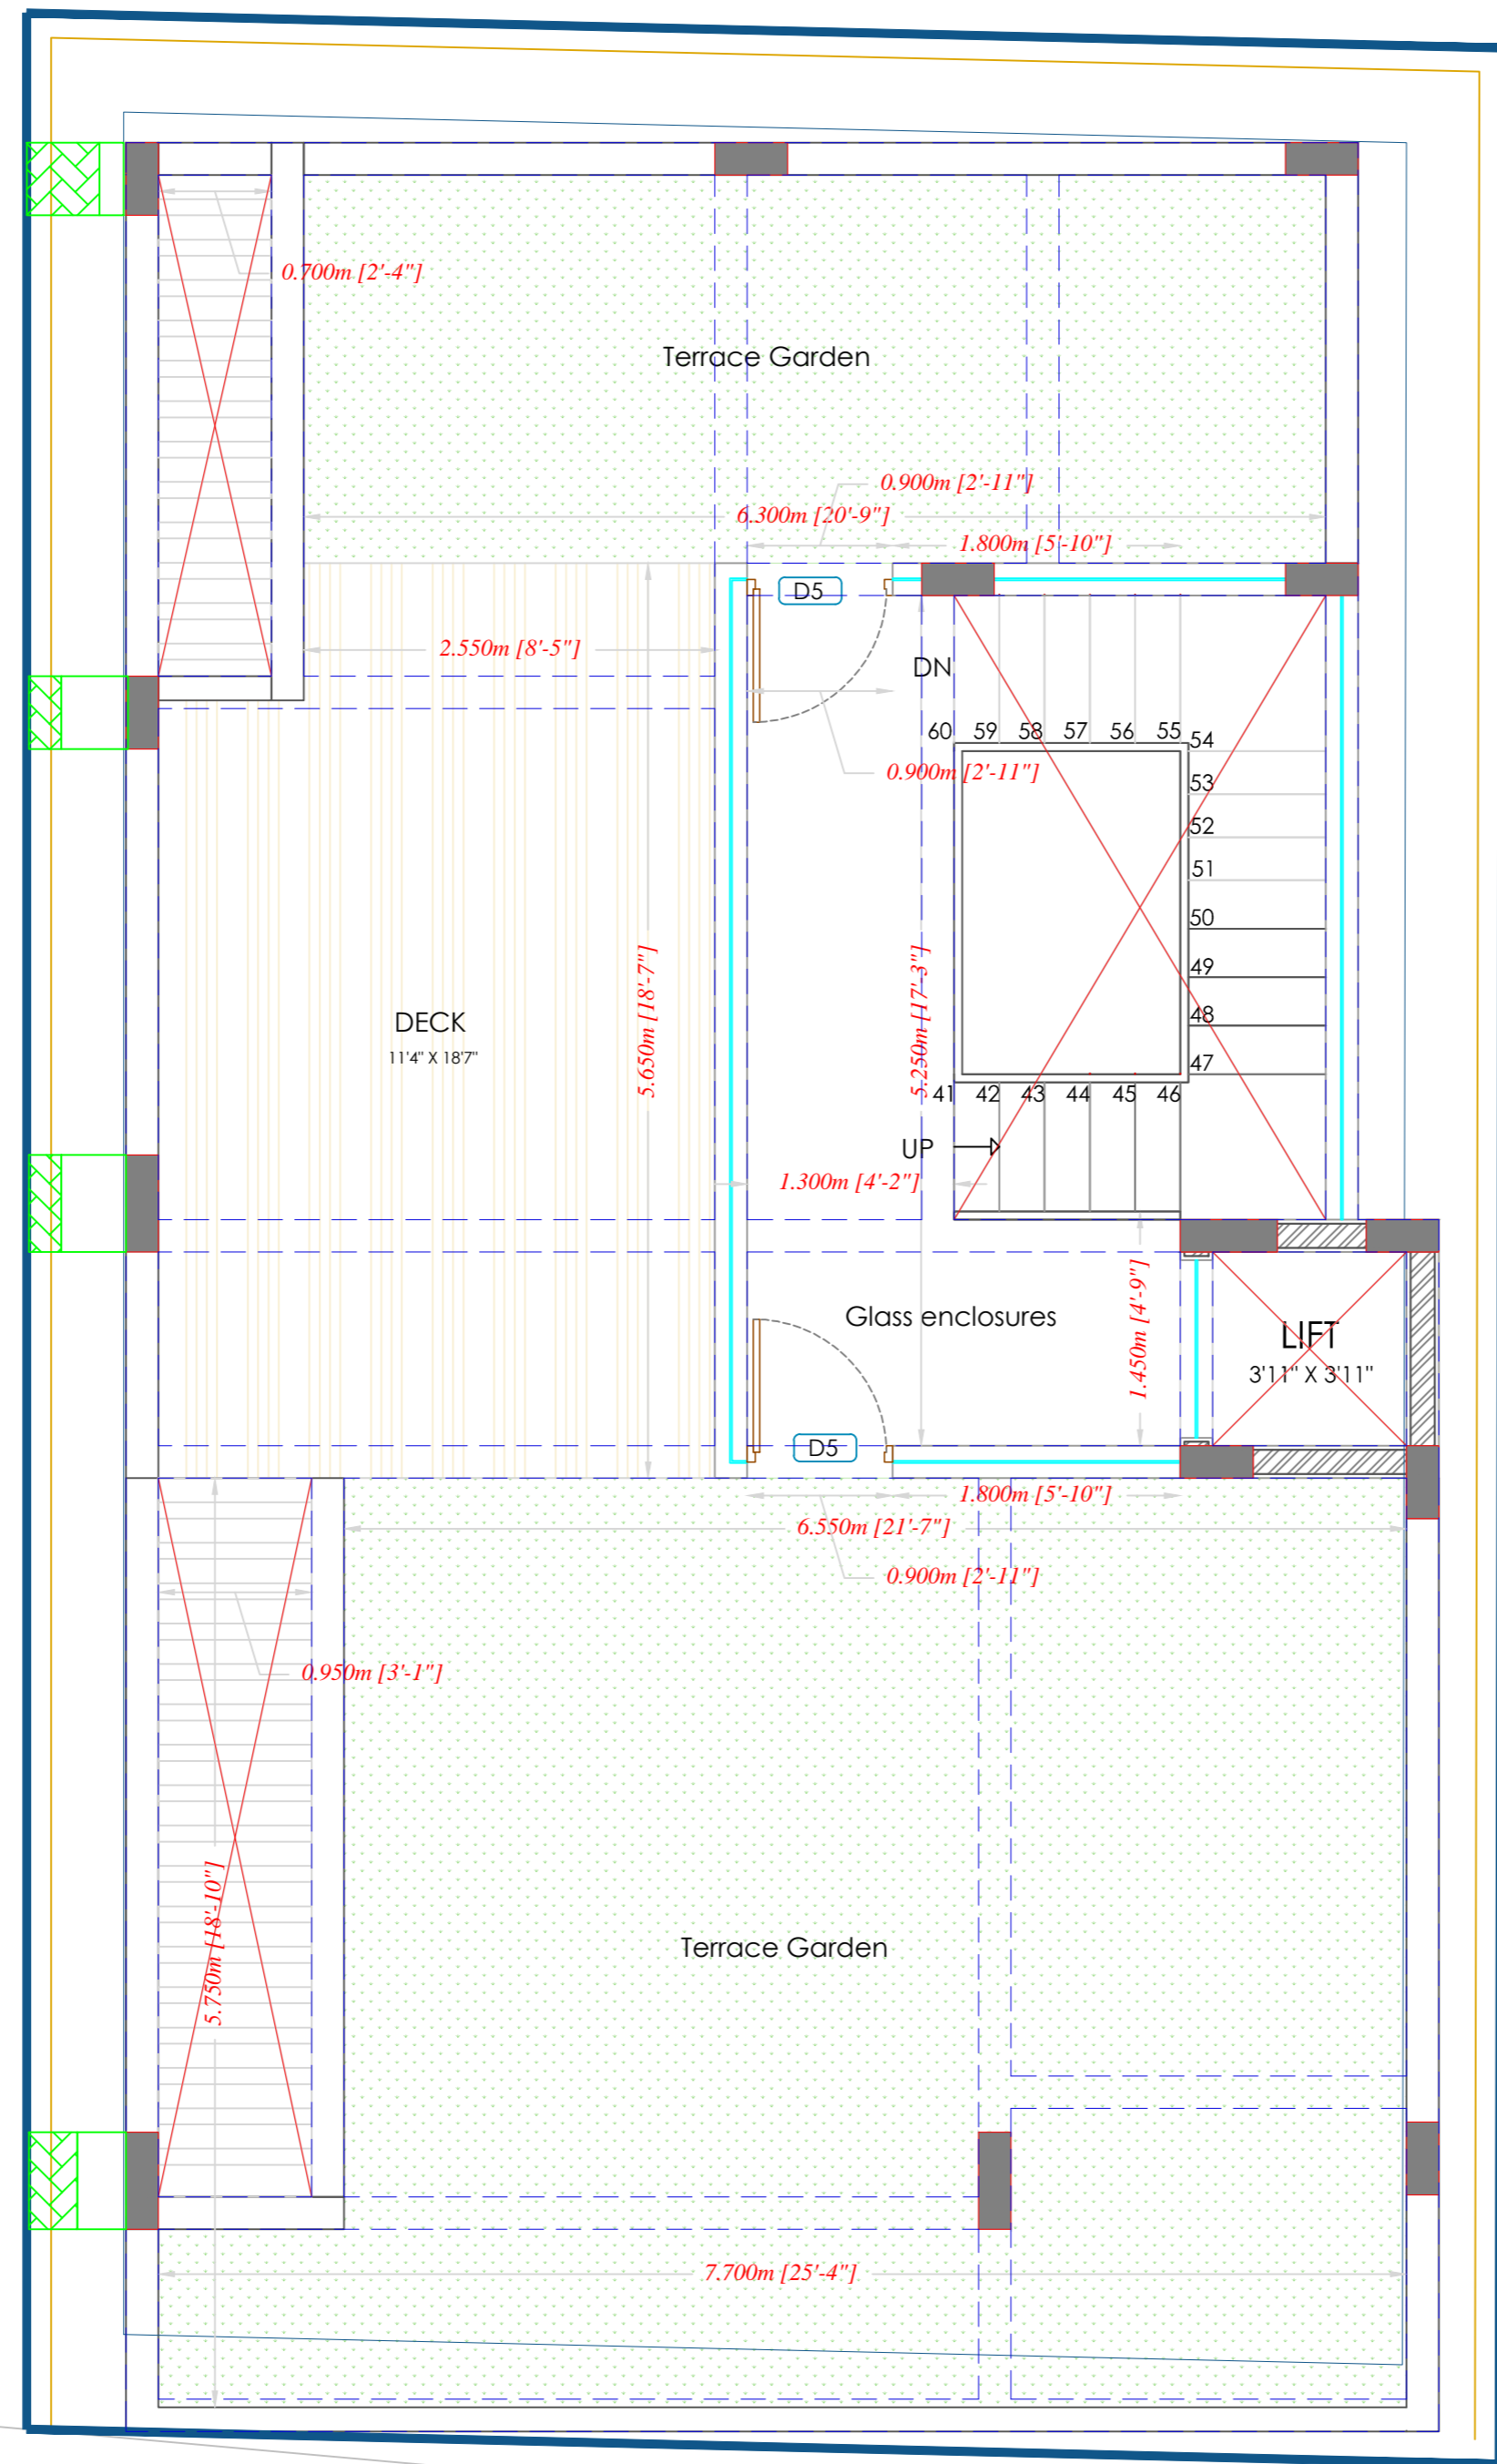 0.700m [2'-4"]
Terrace Garden
0.900m [2'-11"]
6.300m [20'-9"]
1.800m [5'-10"]
D5
2.550m [8'-5"]
DN
60 59 58 57 56 55
54
0.900m [2'-11"]
53
52
51
50
49
48
47
5.650m [18'-7"]
5.250m [17'-3"]
DECK
11'4" X 18'7"
41 42 43 44 45 46
UP
1.300m [4'-2"]
1.450m [4'-9"]
Glass enclosures
LIFT
3'11" X 3'11"
D5
1.800m [5'-10"]
6.550m [21'-7"]
0.900m [2'-11"]
0.950m [3'-1"]
5.750m [18'-10"]
Terrace Garden
7.700m [25'-4"]